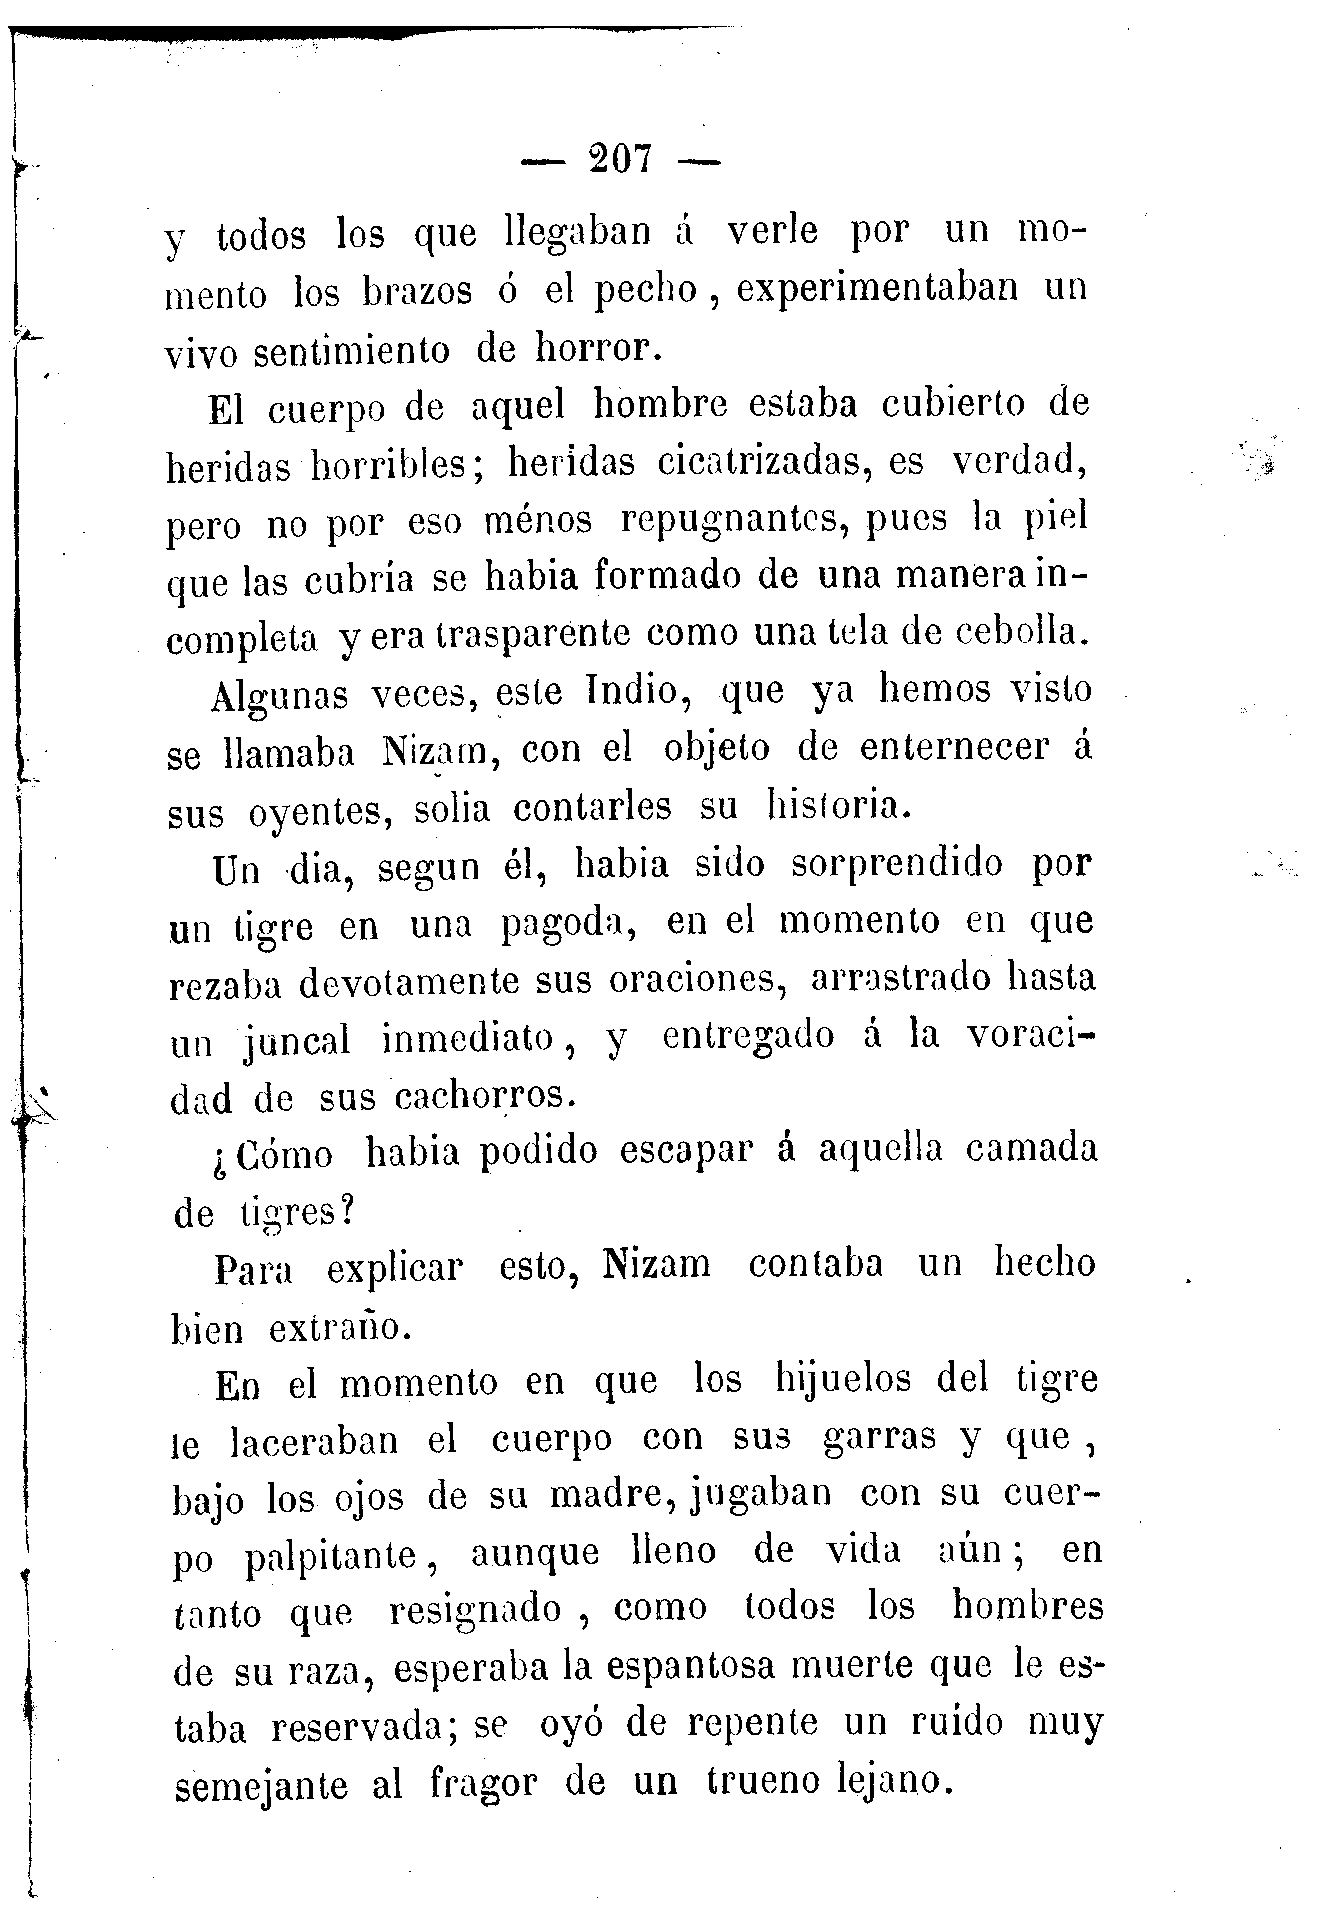 — 207 —
y todos los que llegaban á verle por un mo-
mento los brazos ó el pecho, experimentaban un
vivo sentimiento de horror.
El cuerpo de aquel hombre estaba cubierto de
heridas horribles; heridas cicatrizadas, es verdad,
pero no por eso ménos repugnantes, pues la piel
que las cubría se habia formado de una manera in-
completa y era trasparente como una tela de cebolla.
Algunas veces, este Indio, que ya hemos visto
se llamaba Nizam, con el objeto de enternecer á
sus oyentes, solia contarles su historia.
Un dia, segun él, habia sido sorprendido por
un tigre en una pagoda, en el momento en que
rezaba devotamente sus oraciones, arrastrado hasta
un juncal inmediato, y entregado á la voraci-
dad de sus cachorros.
¿Cómo habia podido escapar á aquella camada
de tigres?
Para explicar esto, Nizam contaba un hecho
bien extraño.
En el momento en que los hijuelos del tigre
le laceraban el cuerpo con sus garras y que,
bajo los ojos de su madre, jugaban con su cuer-
po palpitante, aunque lleno de vida aún; en
tanto que resignado, como todos los hombres
de su raza, esperaba la espantosa muerte que le es-
taba reservada; se oyó de repente un ruido muy
semejante al fragor de un trueno lejano.